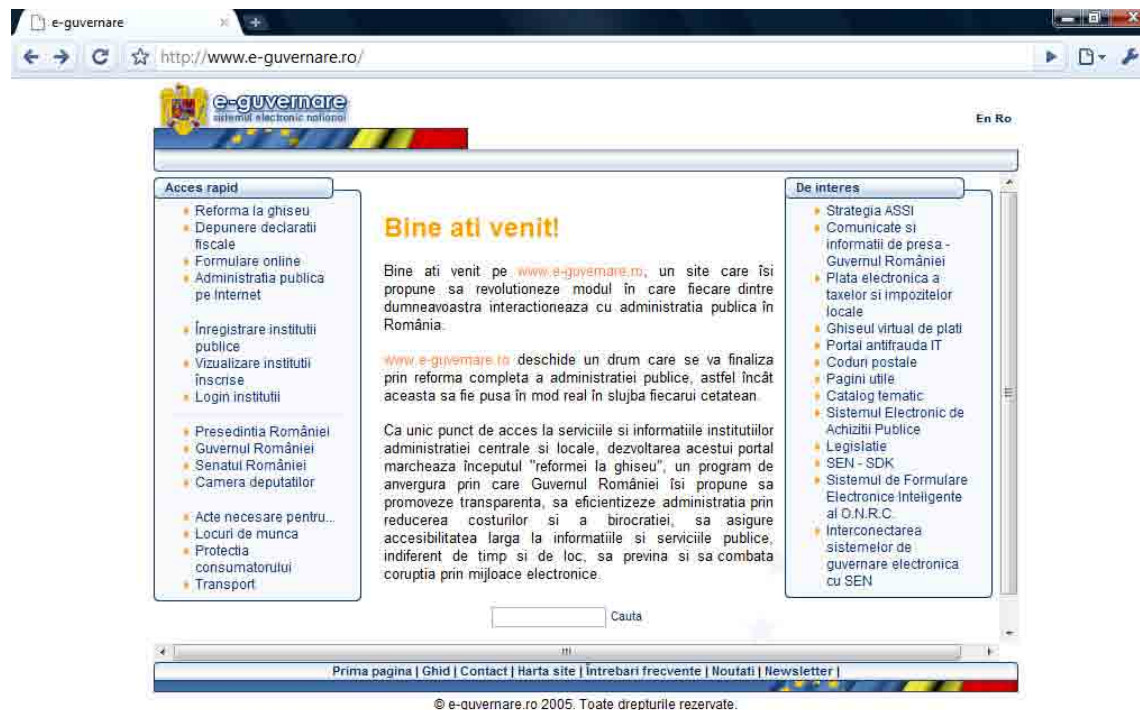 e-guvernare
http://www.e-guvernare.ro/
e-guvernare
sistemul electronic national
En Ro
Acces rapid
Reforma la ghiseu
Depunere declaratii
fiscale
Formulare online
Administratia publica
pe Internet
Înregistrare institutii
publice
Vizualizare institutii
înscrise
Login institutii
Presedintia României
Guvernul României
Senatul României
Camera deputatilor
Acte necesare pentru...
Locuri de munca
Protectia
consumatorului
Transport
Bine ati venit!
Bine ati venit pe www.e-guvernare.ro, un site care îsi
propune sa revolutioneze modul în care fiecare dintre
dumneavoastra interactioneaza cu administratia publica în
România.
www.e-guvernare.ro deschide un drum care se va finaliza
prin reforma completa a administratiei publice, astfel încât
aceasta sa fie pusa în mod real în slujba fiecarui cetatean.
Ca unic punct de acces la serviciile si informatiile institutiilor
administratiei centrale si locale, dezvoltarea acestui portal
marcheaza începutul "reformei la ghiseu", un program de
anvergura prin care Guvernul României îsi propune sa
promoveze transparenta, sa eficientizeze administratia prin
reducerea costurilor si a birocratiei, sa asigure
accesibilitatea larga la informatiile si serviciile publice,
indiferent de timp si de loc, sa previna si sa combata
coruptia prin mijloace electronice.
Cauta
De interes
Strategia ASSI
Comunicate si
informatii de presa -
Guvernul României
Plata electronica a
taxelor si impozitelor
locale
Ghiseul virtual de plati
Portal antifrauda IT
Coduri postale
Pagini utile
Catalog tematic
Sistemul Electronic de
Achizitii Publice
Legislatie
SEN - SDK
Sistemul de Formulare
Electronice Inteligente
al O.N.R.C.
Interconectarea
sistemelor de
guvernare electronica
cu SEN
Prima pagina | Ghid | Contact | Harta site | Întrebari frecvente | Noutati | Newsletter |
© e-guvernare.ro 2005. Toate drepturile rezervate.